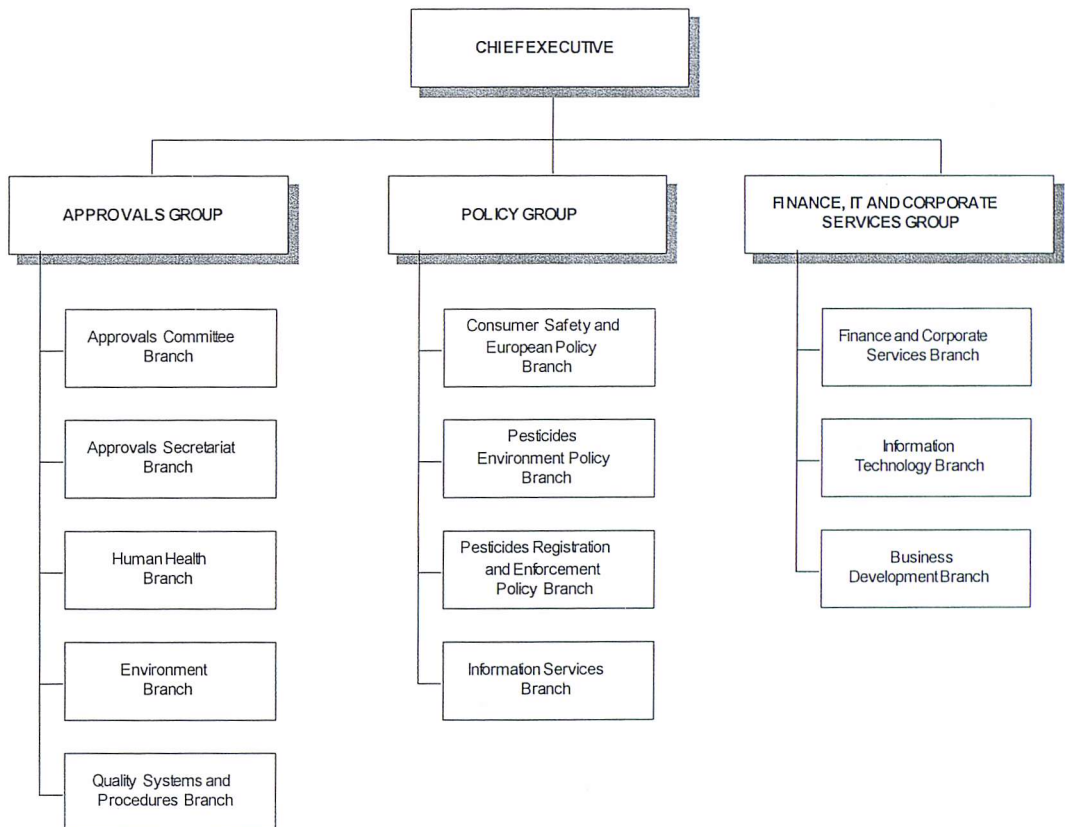 CHIEF EXECUTIVE
APPROVALS GROUP
POLICY GROUP
FINANCE, IT AND CORPORATE
SERVICES GROUP
Approvals Committee
Branch
Approvals Secretariat
Branch
Human Health
Branch
Environment
Branch
Quality Systems and
Procedures Branch
Consumer Safety and
European Policy
Branch
Pesticides
Environment Policy
Branch
Pesticides Registration
and Enforcement
Policy Branch
Information Services
Branch
Finance and Corporate
Services Branch
Information
Technology Branch
Business
Development Branch